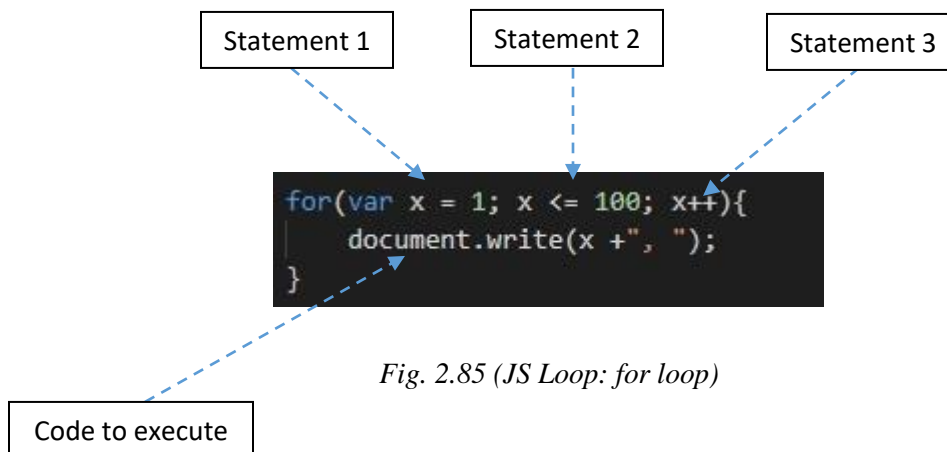 Statement 1
Statement 2
Statement 3
for(var x = 1; x <= 100; x++){
    document.write(x +", ");
}
Fig. 2.85 (JS Loop: for loop)
Code to execute